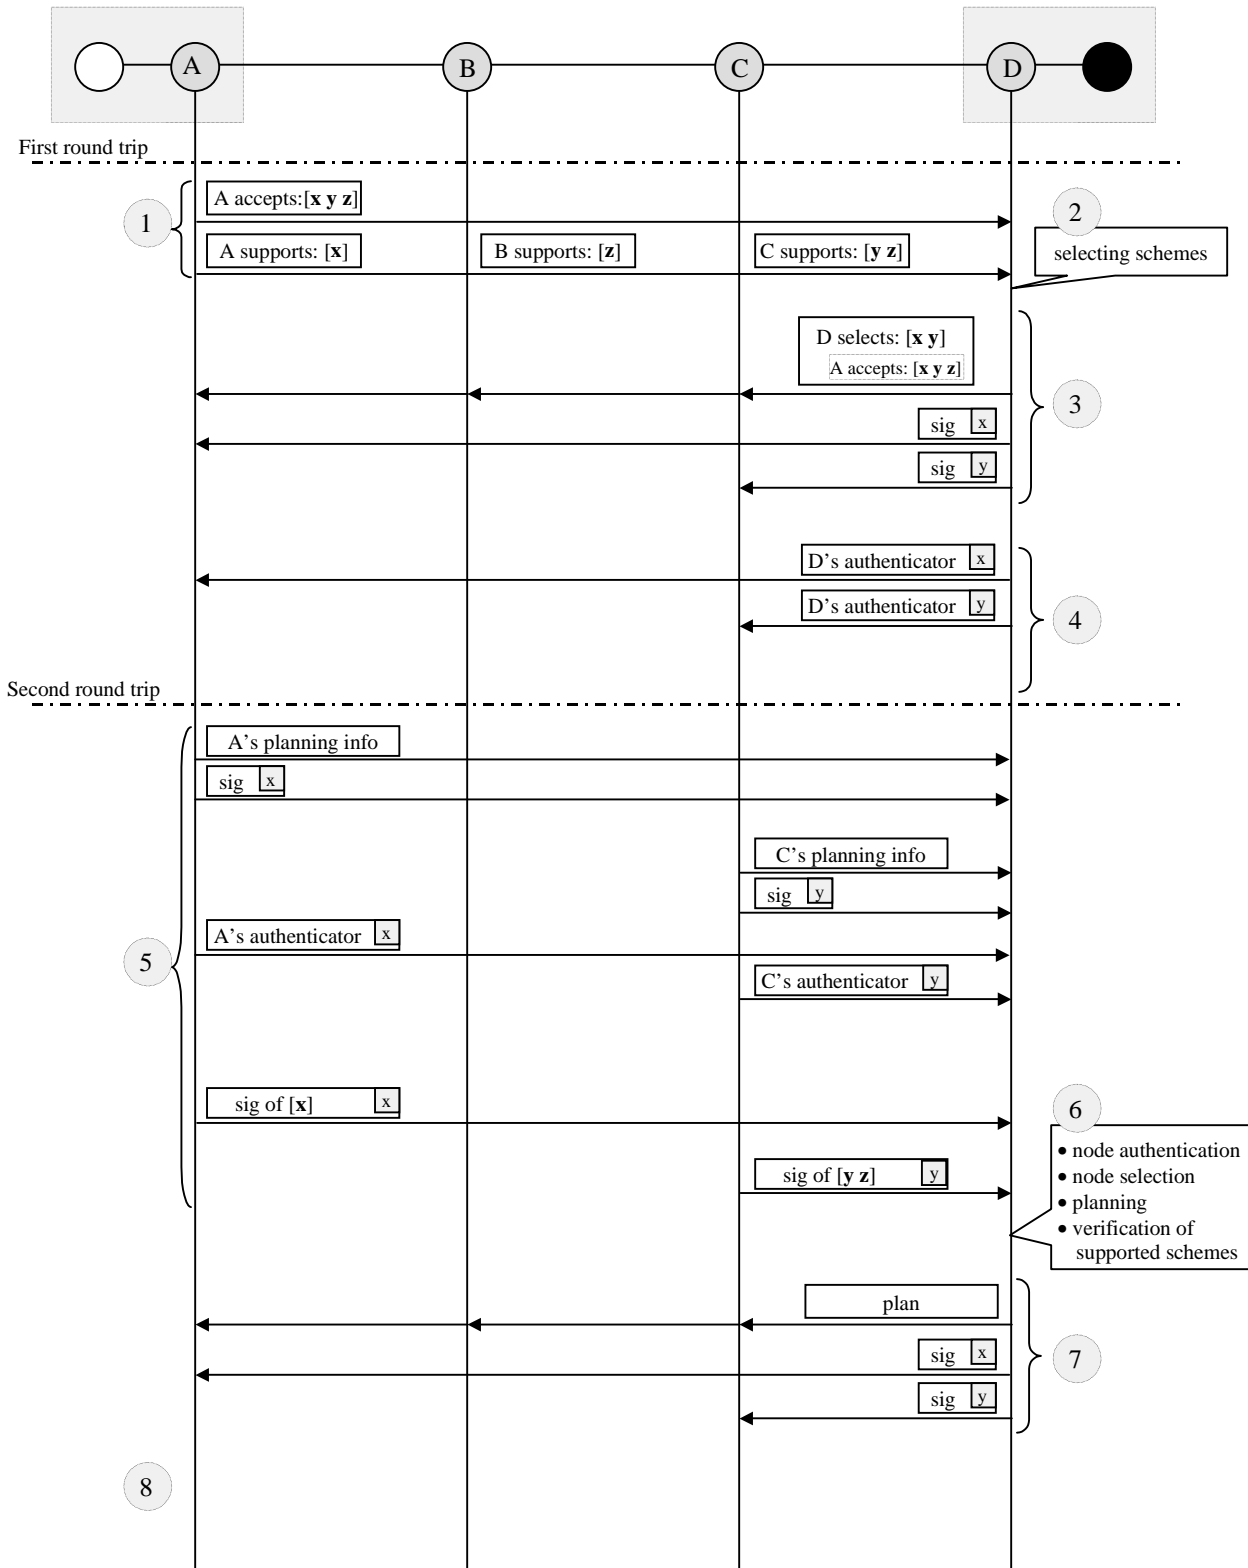 A B C D
First round trip
1
A accepts:[x y z]
2
A supports: [x] B supports: [z] C supports: [y z]
selecting schemes
D selects: [x y]
A accepts: [x y z]
3
sig x
sig y
D’s authenticator x
D’s authenticator y
4
Second round trip
A’s planning info
sig x
C’s planning info
sig y
A’s authenticator x
5
C’s authenticator y
sig of [x] x
6
• node authentication
• node selection
• planning
• verification of
supported schemes
sig of [y z] y
plan
sig x
7
sig y
8